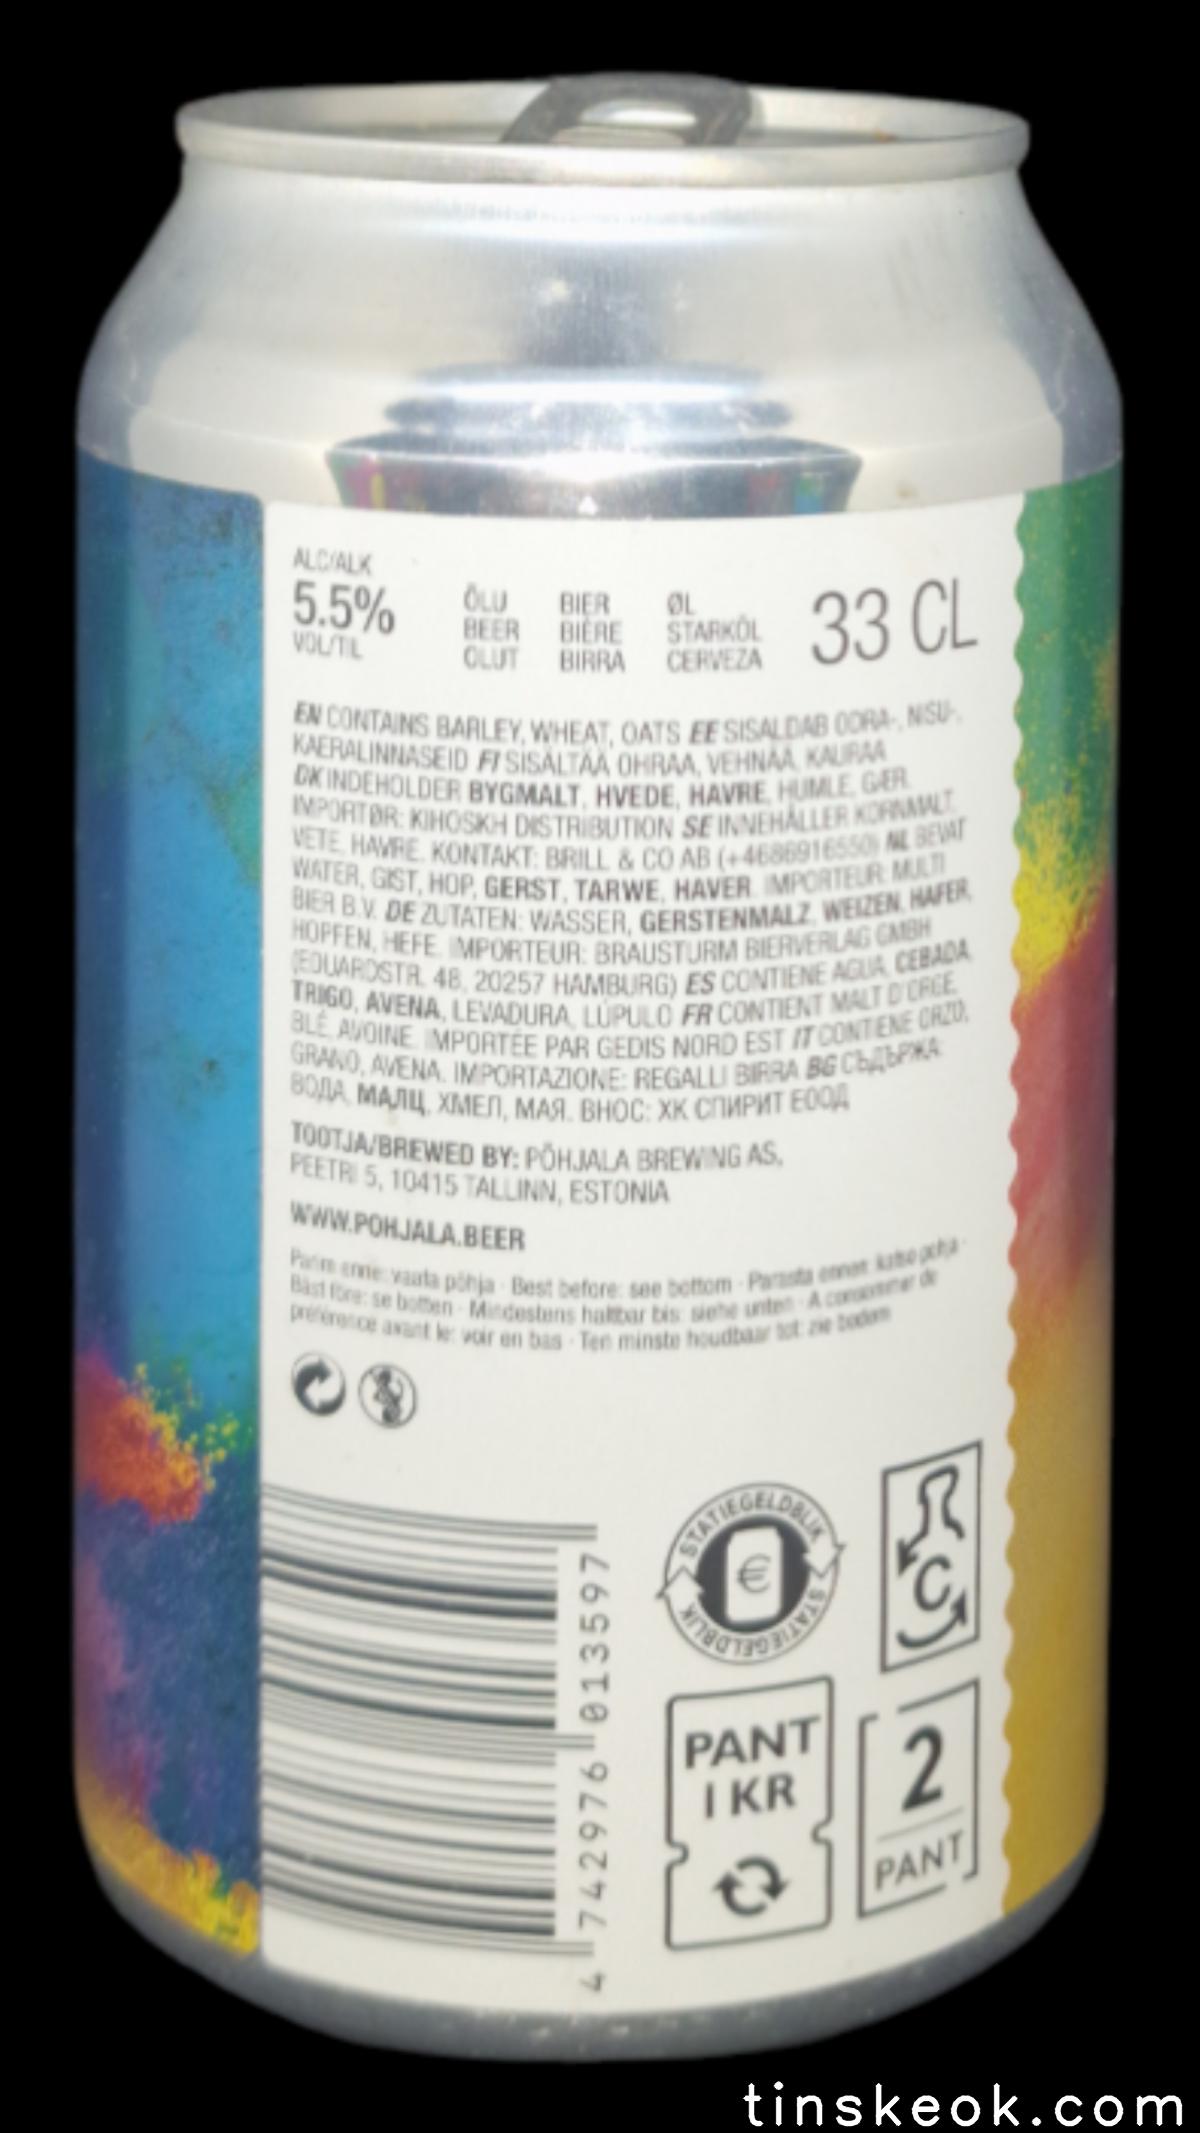 ALC/ALK
5.5%
VOL/TIL
ÕLU BIER ØL
BEER BIÈRE STARKÖL
OLUT BIRRA CERVEZA
33 CL
EN CONTAINS BARLEY, WHEAT, OATS EE SISALDAB ODRA-, NISU-,
KAERALINNASEID FI SISÄLTÄÄ OHRAA, VEHNÄÄ, KAURAA
DK INDEHOLDER BYGMALT, HVEDE, HAVRE, HUMLE, GÆR.
IMPORTØR: KIHOSKH DISTRIBUTION SE INNEHÅLLER KORNMALT,
VETE, HAVRE. KONTAKT: BRILL & CO AB (+4686916550) NL BEVAT
WATER, GIST, HOP, GERST, TARWE, HAVER. IMPORTEUR: MULTI
BIER B.V. DE ZUTATEN: WASSER, GERSTENMALZ, WEIZEN, HAFER,
HOPFEN, HEFE. IMPORTEUR: BRAUSTURM BIERVERLAG GMBH
(EDUARDSTR. 48, 20257 HAMBURG) ES CONTIENE AGUA, CEBADA,
TRIGO, AVENA, LEVADURA, LÚPULO FR CONTIENT MALT D'ORGE,
BLÉ, AVOINE. IMPORTÉE PAR GEDIS NORD EST IT CONTIENE ORZO,
GRANO, AVENA. IMPORTAZIONE: REGALLI BIRRA BG СЪДЪРЖА:
ВОДА, МАЛЦ, ХМЕЛ, МАЯ. ВНОС: ХК СПИРИТ ЕООД
TOOTJA/BREWED BY: PÕHJALA BREWING AS,
PEETRI 5, 10415 TALLINN, ESTONIA
WWW.POHJALA.BEER
Parim enne: vaata põhja · Best before: see bottom · Parasta ennen: katso pohja ·
Bäst före: se botten · Mindestens haltbar bis: siehe unten · A consommer de
préférence avant le: voir en bas · Ten minste houdbaar tot: zie bodem
STATIEGELDBLIK
€
STATIEGELDBLIK
C
PANT
1 KR
2
PANT
4 742976 013597
tinskeok.com